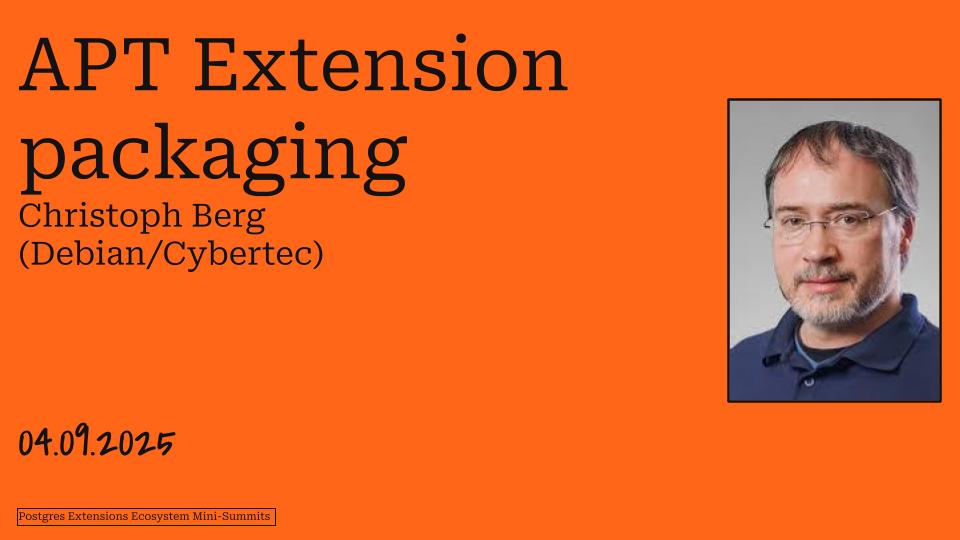 APT Extension
packaging
Christoph Berg
(Debian/Cybertec)
04.09.2025
Postgres Extensions Ecosystem Mini-Summits